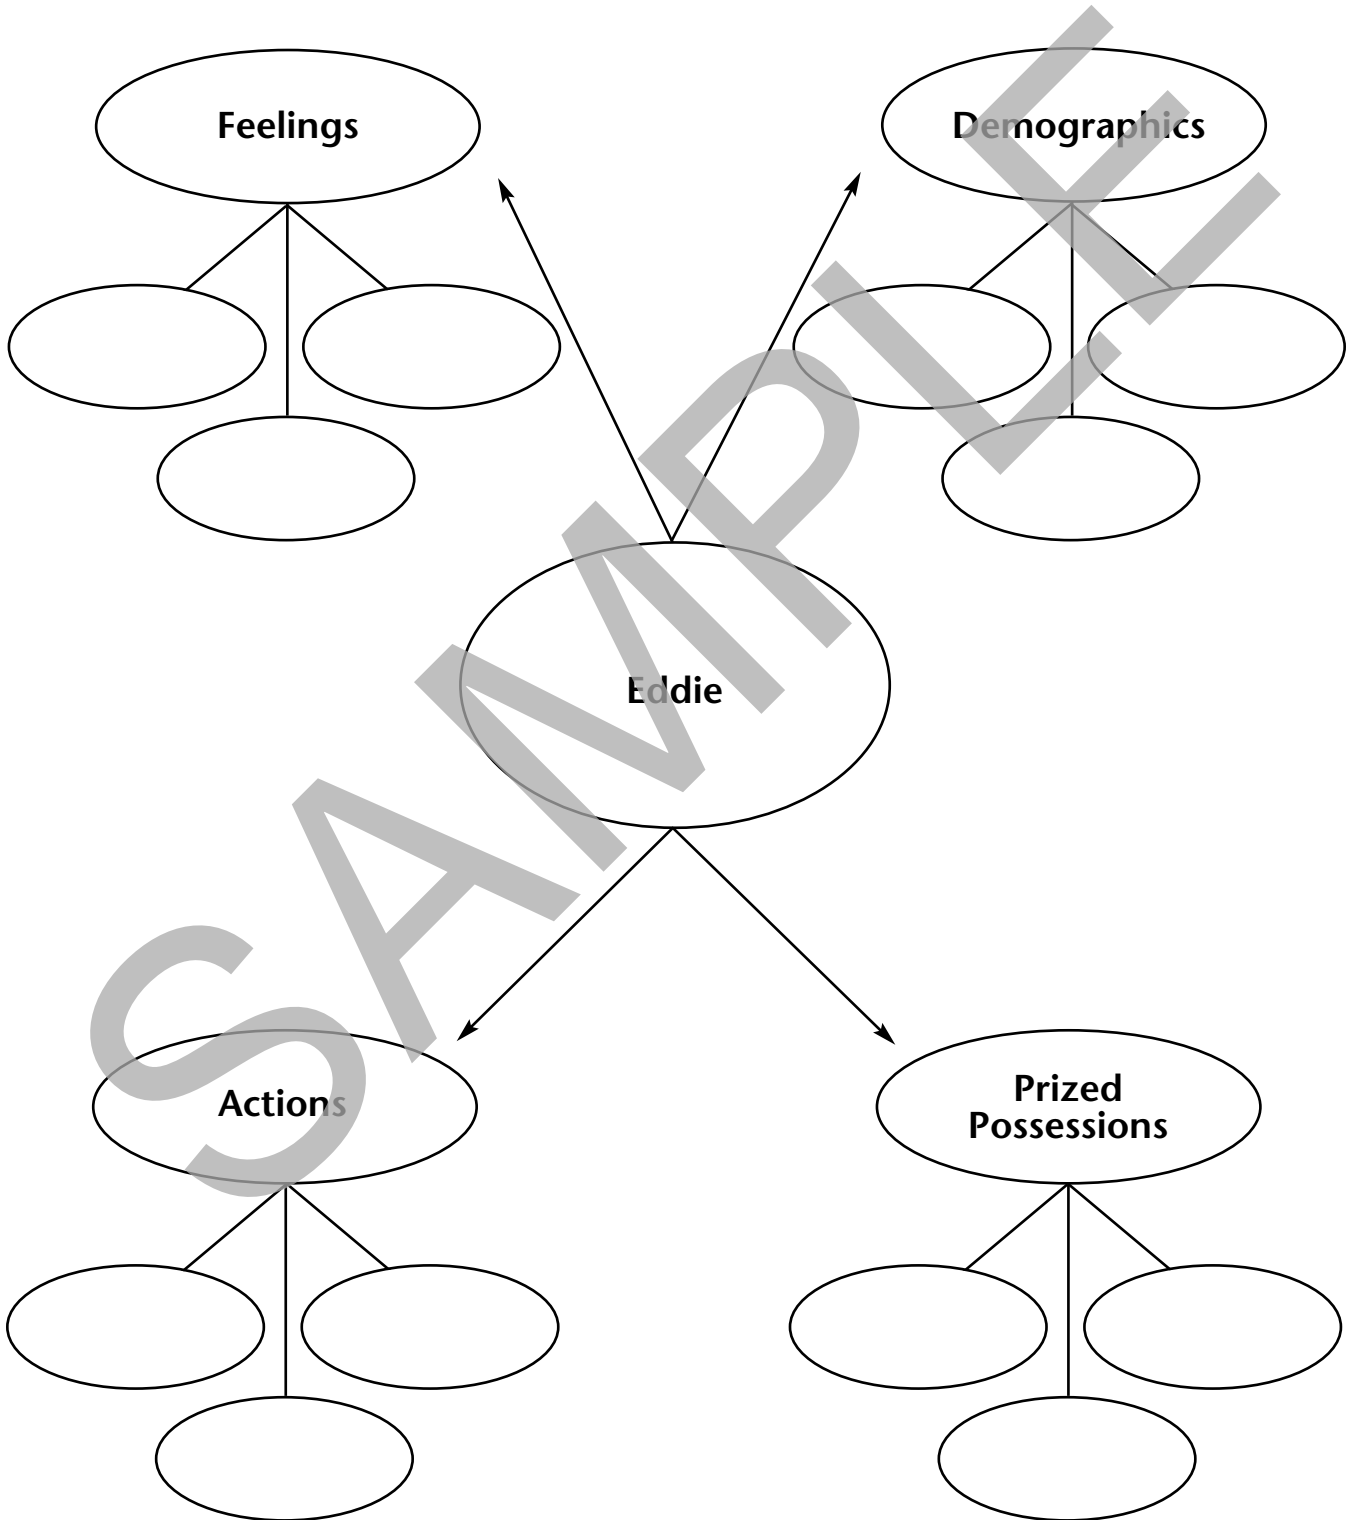 Feelings
Demographics
Eddie
Actions
Prized
Possessions
SAMPLE